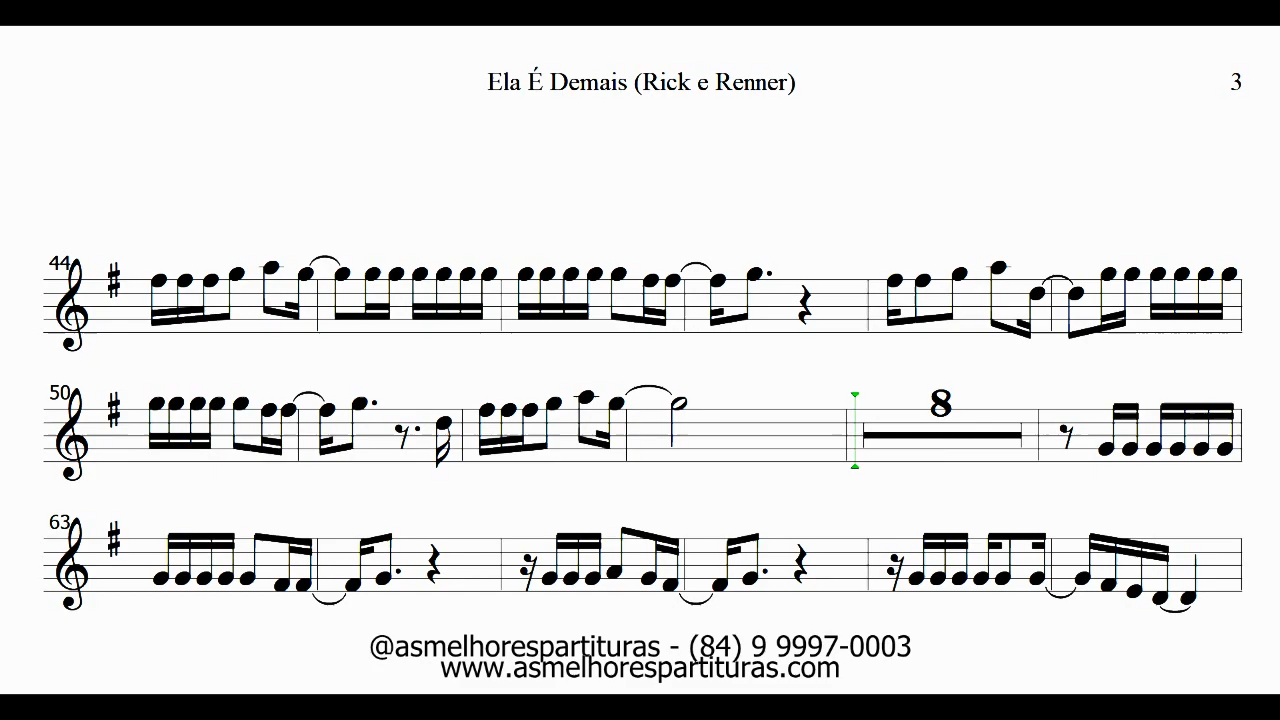 Ela É Demais (Rick e Renner)
3
44
50
8
63
@asmelhorespartituras - (84) 9 9997-0003
www.asmelhorespartituras.com